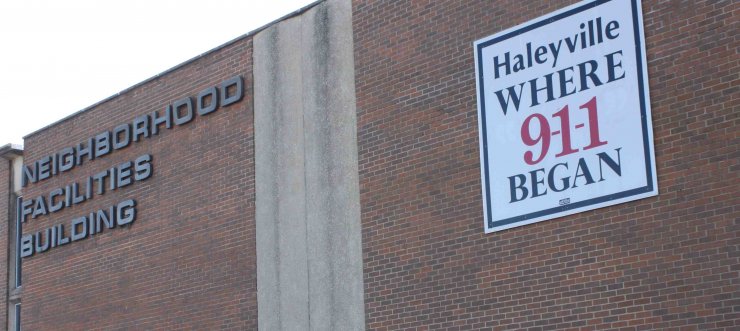 NEIGHBORHOOD
FACILITIES
BUILDING
Haleyville
WHERE
9-1-1
BEGAN